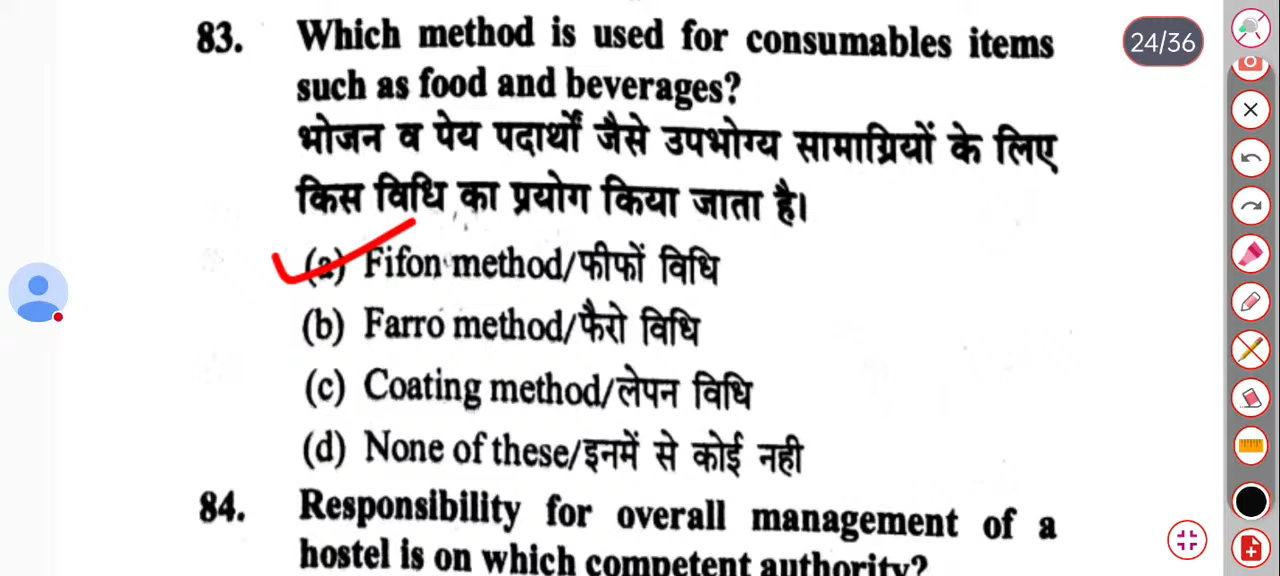 83. Which method is used for consumables items
such as food and beverages?
भोजन व पेय पदार्थों जैसे उपभोग्य सामाग्रियों के लिए
किस विधि का प्रयोग किया जाता है।
(a) Fifon method/फीफों विधि
(b) Farro method/फैरो विधि
(c) Coating method/लेपन विधि
(d) None of these/इनमें से कोई नही
84. Responsibility for overall management of a
hostel is on which competent authority?
24/36